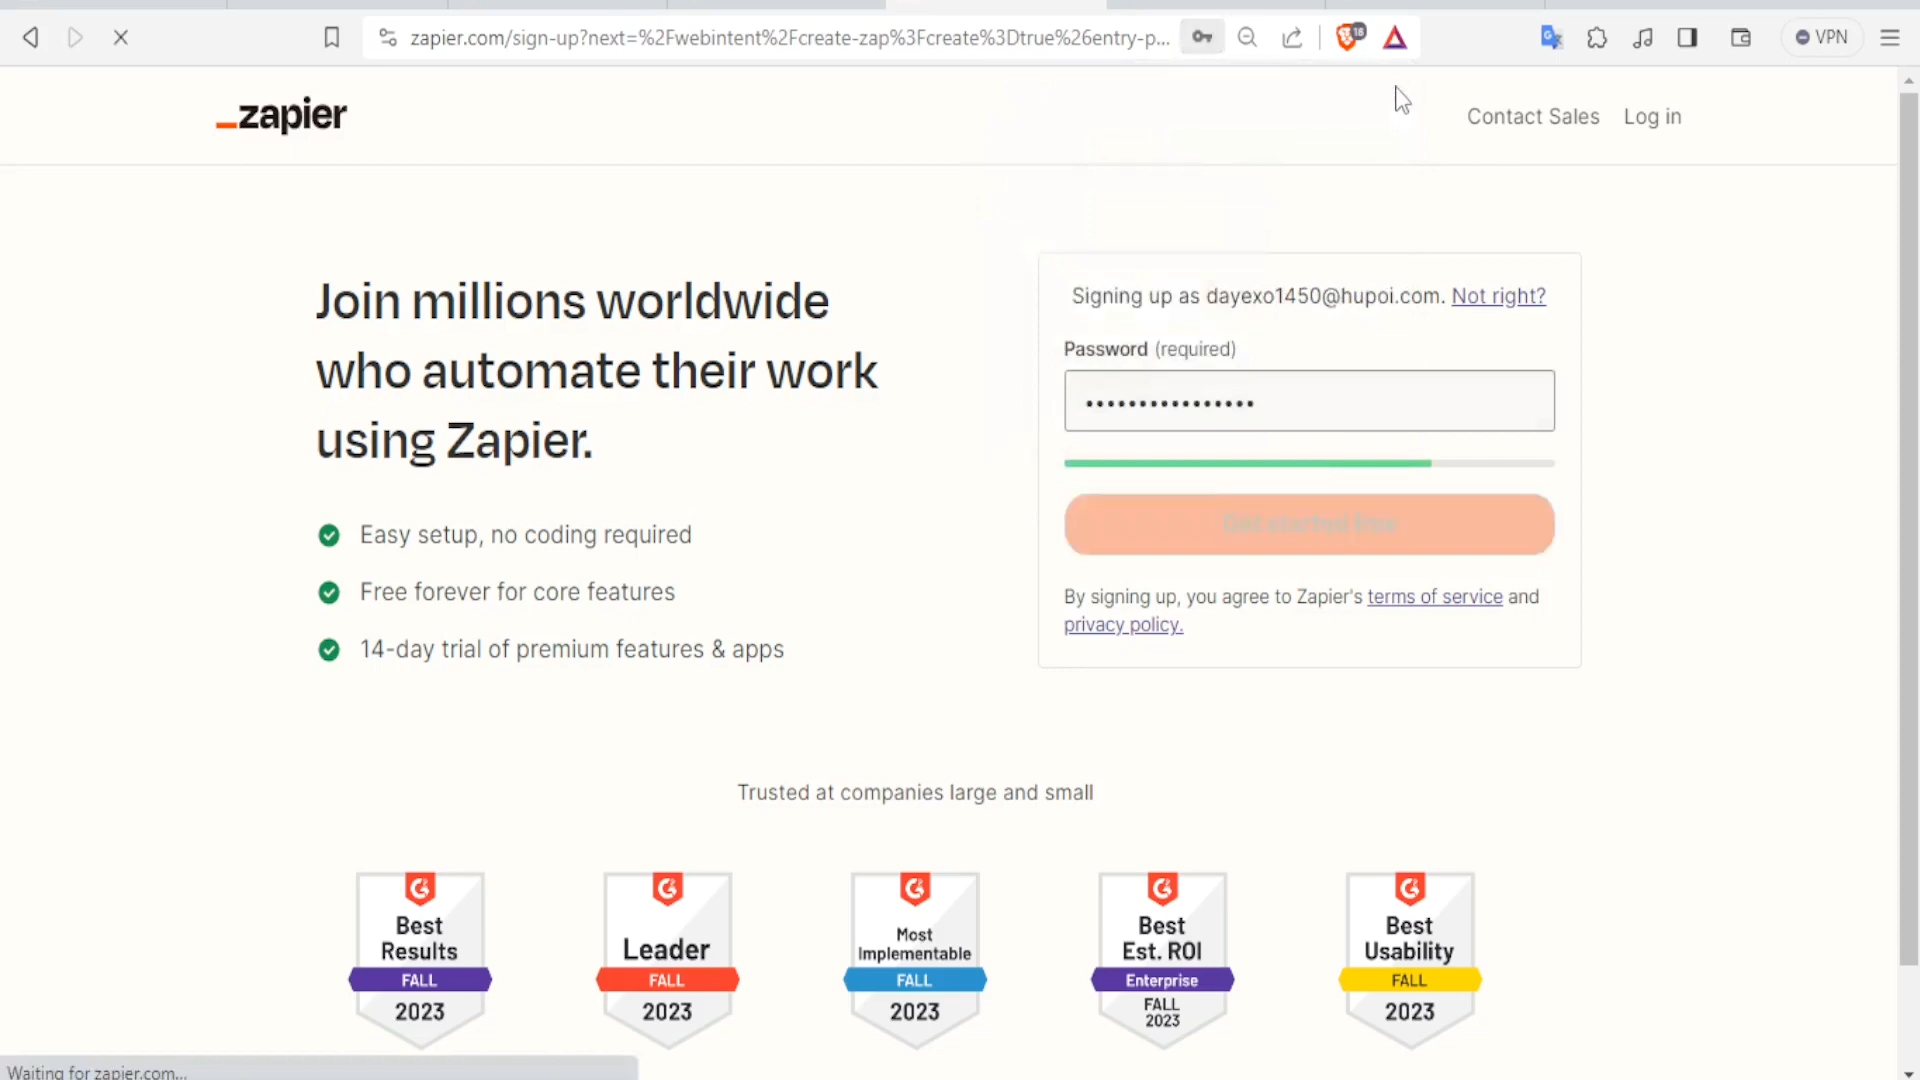 zapier.com/sign-up?next=%2Fwebintent%2Fcreate-zap%3Fcreate%3Dtrue%26entry-p...
18
VPN
zapier
Contact Sales
Log in
Join millions worldwide
who automate their work
using Zapier.
Easy setup, no coding required
Free forever for core features
14-day trial of premium features & apps
Signing up as dayexo1450@hupoi.com. Not right?
Password (required)
••••••••••••••••
Get started free
By signing up, you agree to Zapier's terms of service and
privacy policy.
Trusted at companies large and small
Best
Results
FALL
2023
Leader
FALL
2023
Most
Implementable
FALL
2023
Best
Est. ROI
Enterprise
FALL
2023
Best
Usability
FALL
2023
Waiting for zapier.com...